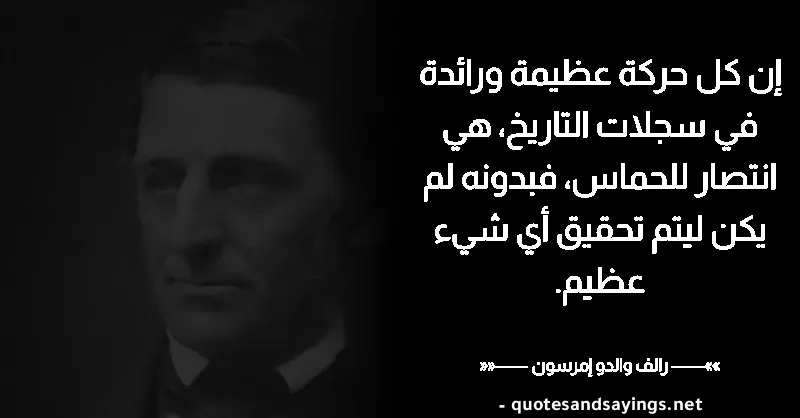 إن كل حركة عظيمة ورائدة
في سجلات التاريخ، هي
انتصار للحماس، فبدونه لم
يكن ليتم تحقيق أي شيء
عظيم.
»»—— رالف والدو إمرسون ——««
- quotesandsayings.net